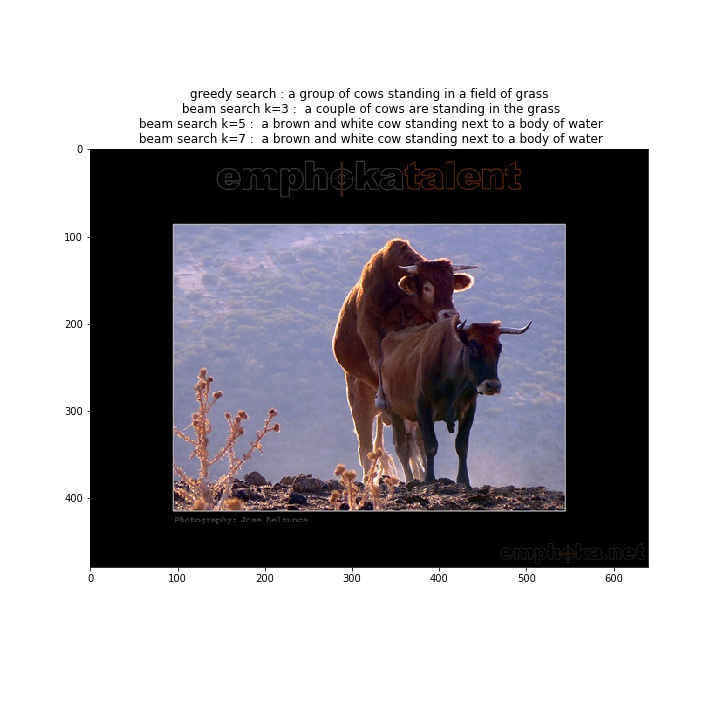 greedy search : a group of cows standing in a field of grass
beam search k=3 :  a couple of cows are standing in the grass
beam search k=5 :  a brown and white cow standing next to a body of water
beam search k=7 :  a brown and white cow standing next to a body of water
0
emphokatalent
100
200
300
400
Photography: Jose Belzunce
emphoka.net
0 100 200 300 400 500 600